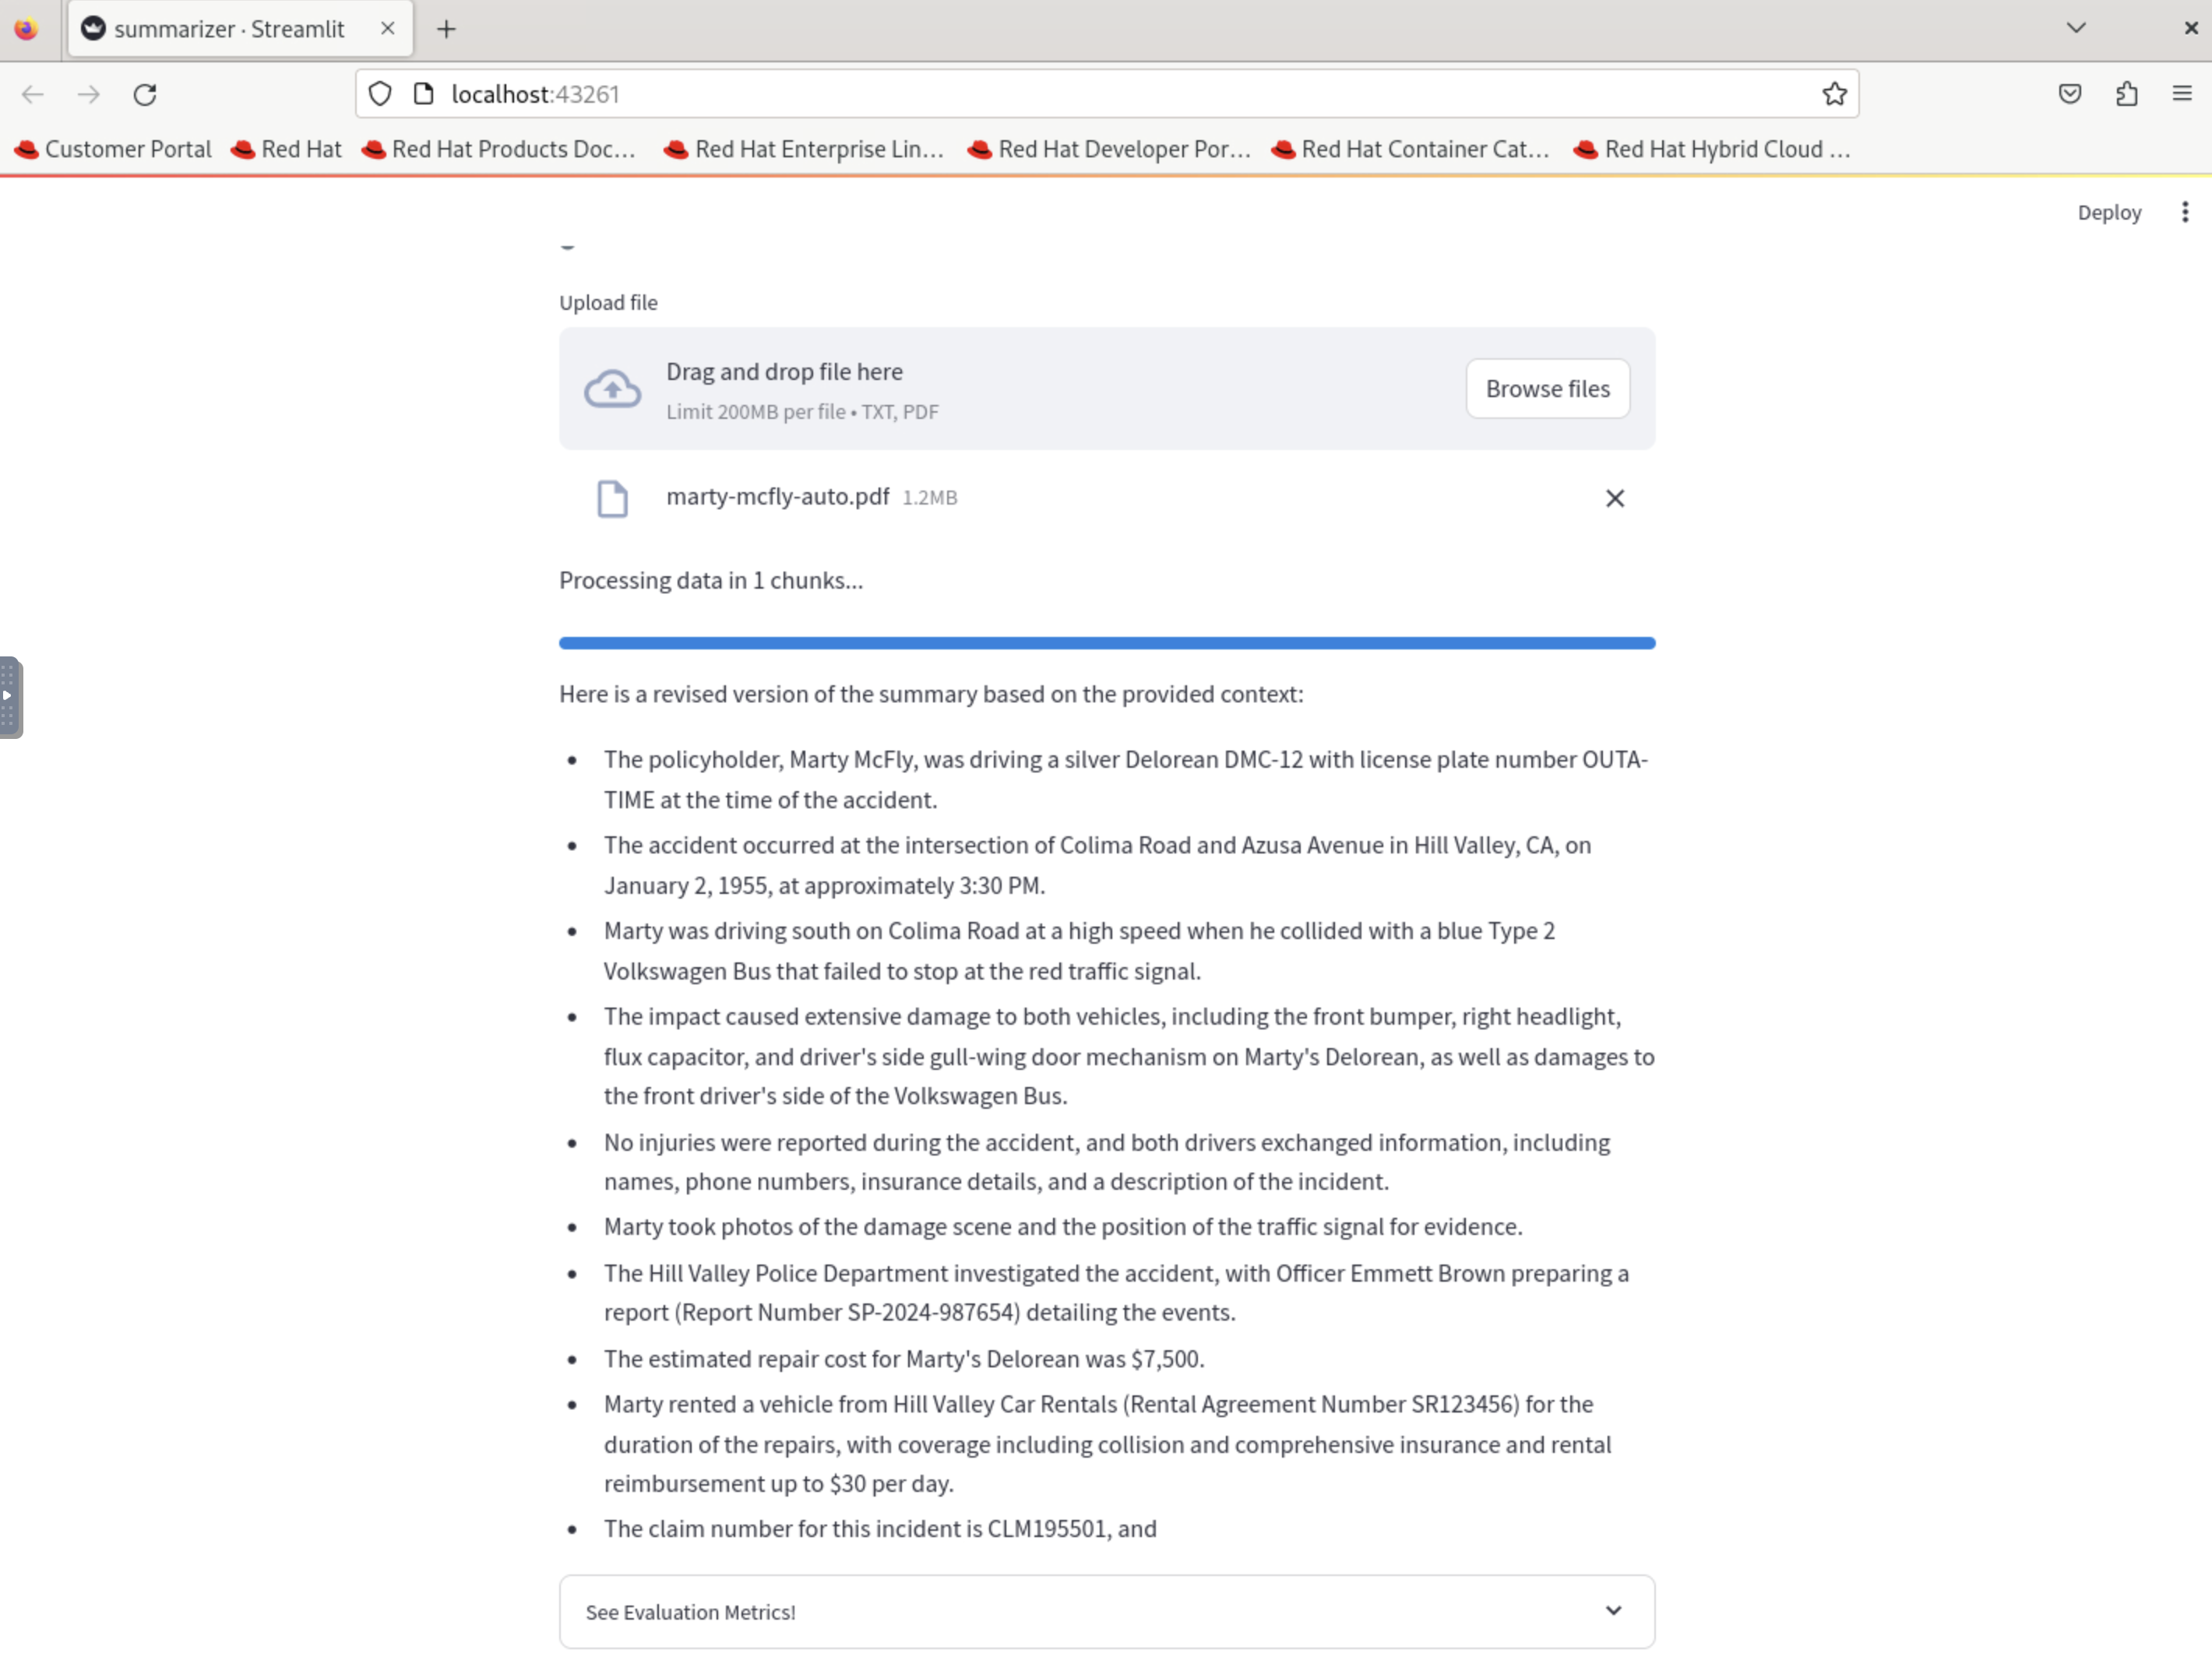 summarizer · Streamlit
localhost:43261
Customer Portal Red Hat Red Hat Products Doc... Red Hat Enterprise Lin... Red Hat Developer Por... Red Hat Container Cat... Red Hat Hybrid Cloud ...
Deploy
Upload file
Drag and drop file here
Limit 200MB per file • TXT, PDF
Browse files
marty-mcfly-auto.pdf 1.2MB
Processing data in 1 chunks...
Here is a revised version of the summary based on the provided context:
• The policyholder, Marty McFly, was driving a silver Delorean DMC-12 with license plate number OUTA-
TIME at the time of the accident.
• The accident occurred at the intersection of Colima Road and Azusa Avenue in Hill Valley, CA, on
January 2, 1955, at approximately 3:30 PM.
• Marty was driving south on Colima Road at a high speed when he collided with a blue Type 2
Volkswagen Bus that failed to stop at the red traffic signal.
• The impact caused extensive damage to both vehicles, including the front bumper, right headlight,
flux capacitor, and driver's side gull-wing door mechanism on Marty's Delorean, as well as damages to
the front driver's side of the Volkswagen Bus.
• No injuries were reported during the accident, and both drivers exchanged information, including
names, phone numbers, insurance details, and a description of the incident.
• Marty took photos of the damage scene and the position of the traffic signal for evidence.
• The Hill Valley Police Department investigated the accident, with Officer Emmett Brown preparing a
report (Report Number SP-2024-987654) detailing the events.
• The estimated repair cost for Marty's Delorean was $7,500.
• Marty rented a vehicle from Hill Valley Car Rentals (Rental Agreement Number SR123456) for the
duration of the repairs, with coverage including collision and comprehensive insurance and rental
reimbursement up to $30 per day.
• The claim number for this incident is CLM195501, and
See Evaluation Metrics!